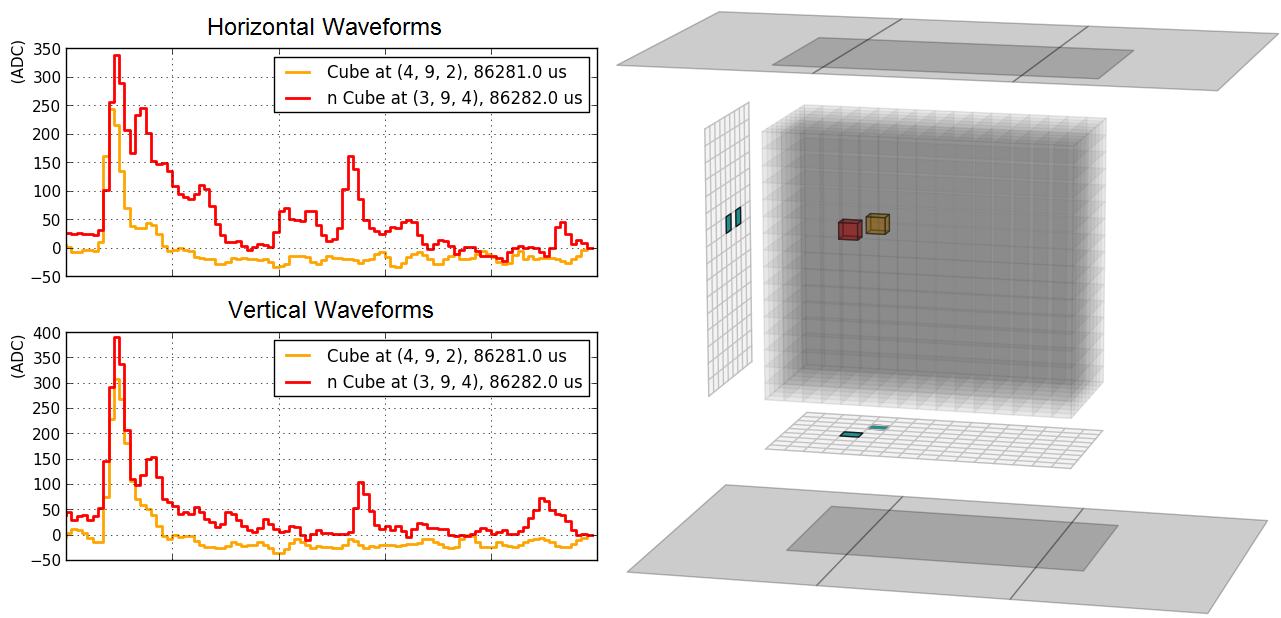 Horizontal Waveforms
(ADC)
350
300
250
200
150
100
50
0
−50
Cube at (4, 9, 2), 86281.0 us
n Cube at (3, 9, 4), 86282.0 us
Vertical Waveforms
(ADC)
400
350
300
250
200
150
100
50
0
−50
Cube at (4, 9, 2), 86281.0 us
n Cube at (3, 9, 4), 86282.0 us